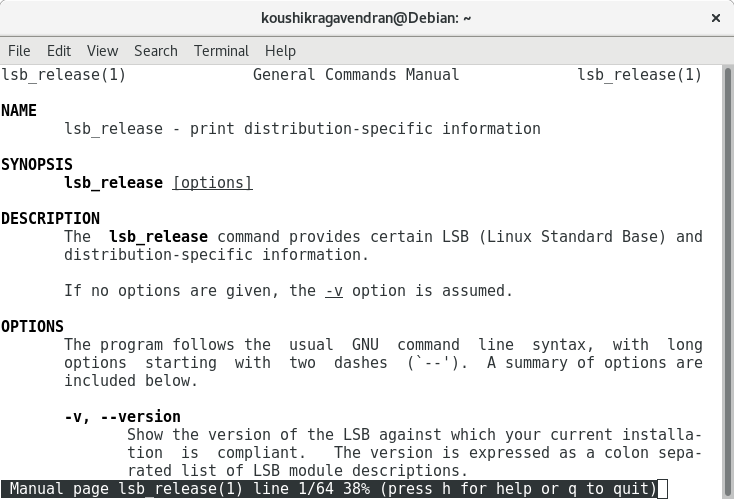 koushikragavendran@Debian: ~ ×
File Edit View Search Terminal Help
lsb_release(1) General Commands Manual lsb_release(1)
NAME
lsb_release - print distribution-specific information
SYNOPSIS
lsb_release [options]
DESCRIPTION
The lsb_release command provides certain LSB (Linux Standard Base) and
distribution-specific information.
If no options are given, the -v option is assumed.
OPTIONS
The program follows the usual GNU command line syntax, with long
options starting with two dashes (`--'). A summary of options are
included below.
-v, --version
Show the version of the LSB against which your current installa-
tion is compliant. The version is expressed as a colon sepa-
rated list of LSB module descriptions.
Manual page lsb_release(1) line 1/64 38% (press h for help or q to quit)